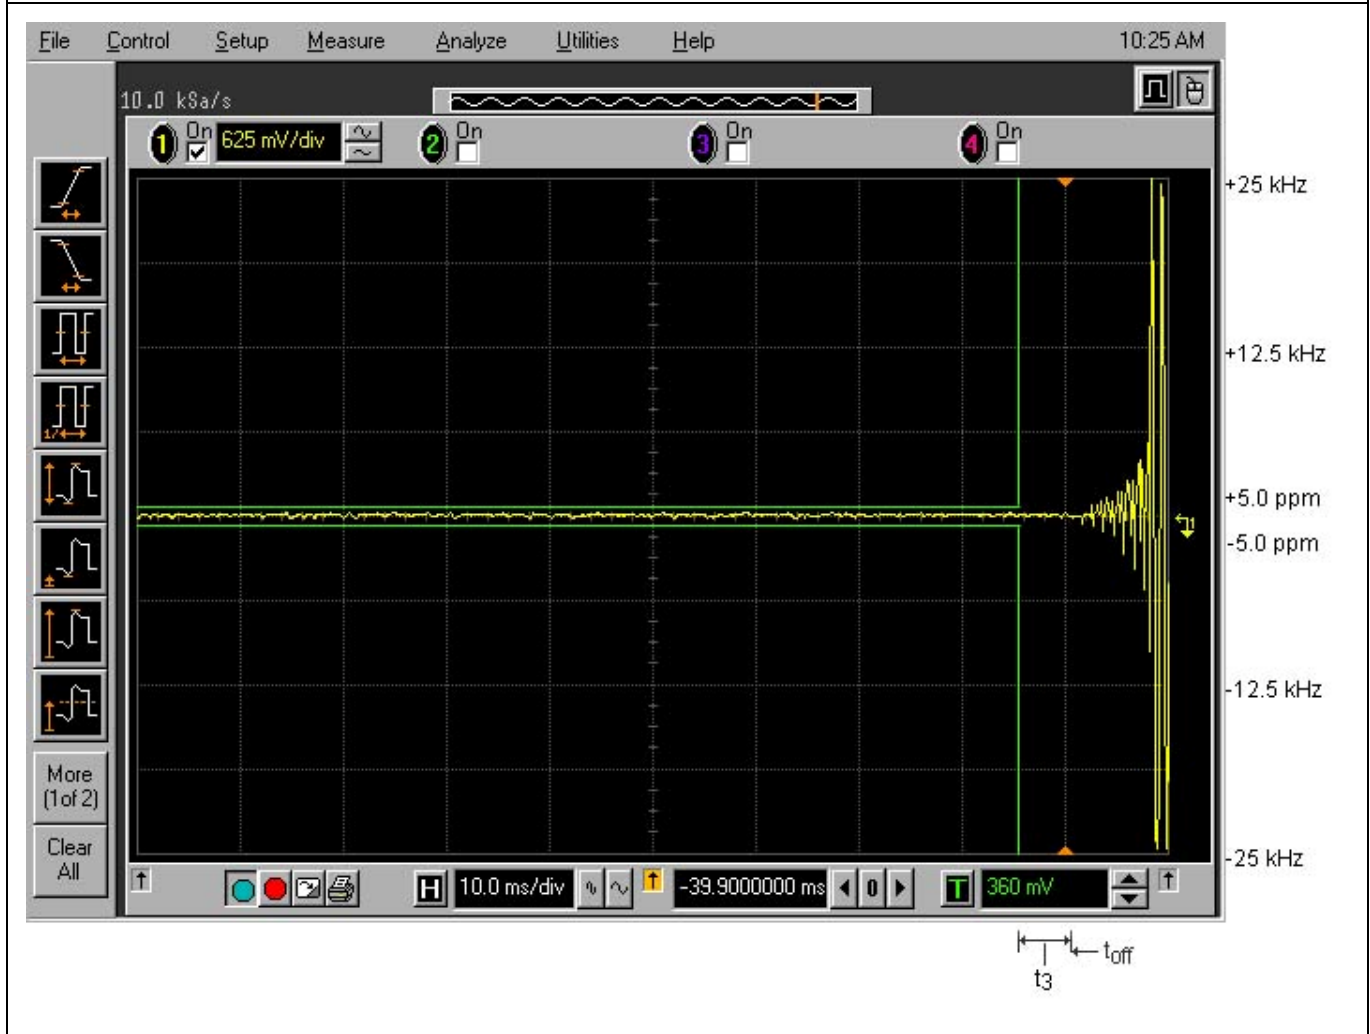 File Control Setup Measure Analyze Utilities Help 10:25 AM
10.0 kSa/s
1 On 625 mV/div 2 On 3 On 4 On
+25 kHz
+12.5 kHz
+5.0 ppm
-5.0 ppm
-12.5 kHz
-25 kHz
1/
More
(1of 2)
Clear
All
H 10.0 ms/div -39.9000000 ms 0 T 360 mV
toff
t3